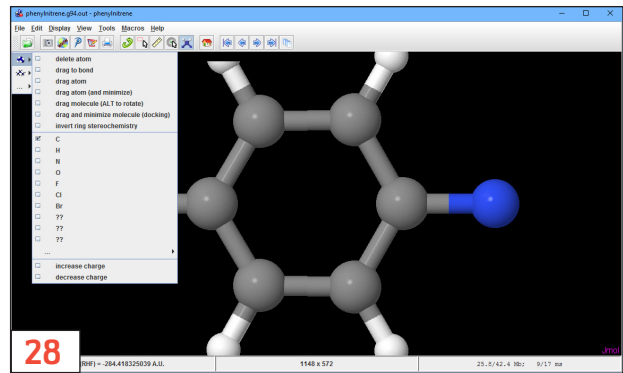 phenylnitrene.g94.out - phenylnitrene
File Edit Display View Tools Macros Help
delete atom
drag to bond
drag atom
drag atom (and minimize)
drag molecule (ALT to rotate)
drag and minimize molecule (docking)
invert ring stereochemistry
C
H
N
O
F
Cl
Br
??
??
??
...
...
increase charge
decrease charge
Jmol
28 (RHF) = -284.418325039 A.U. 1148 x 572 25.8/42.4 Mb; 9/17 ms